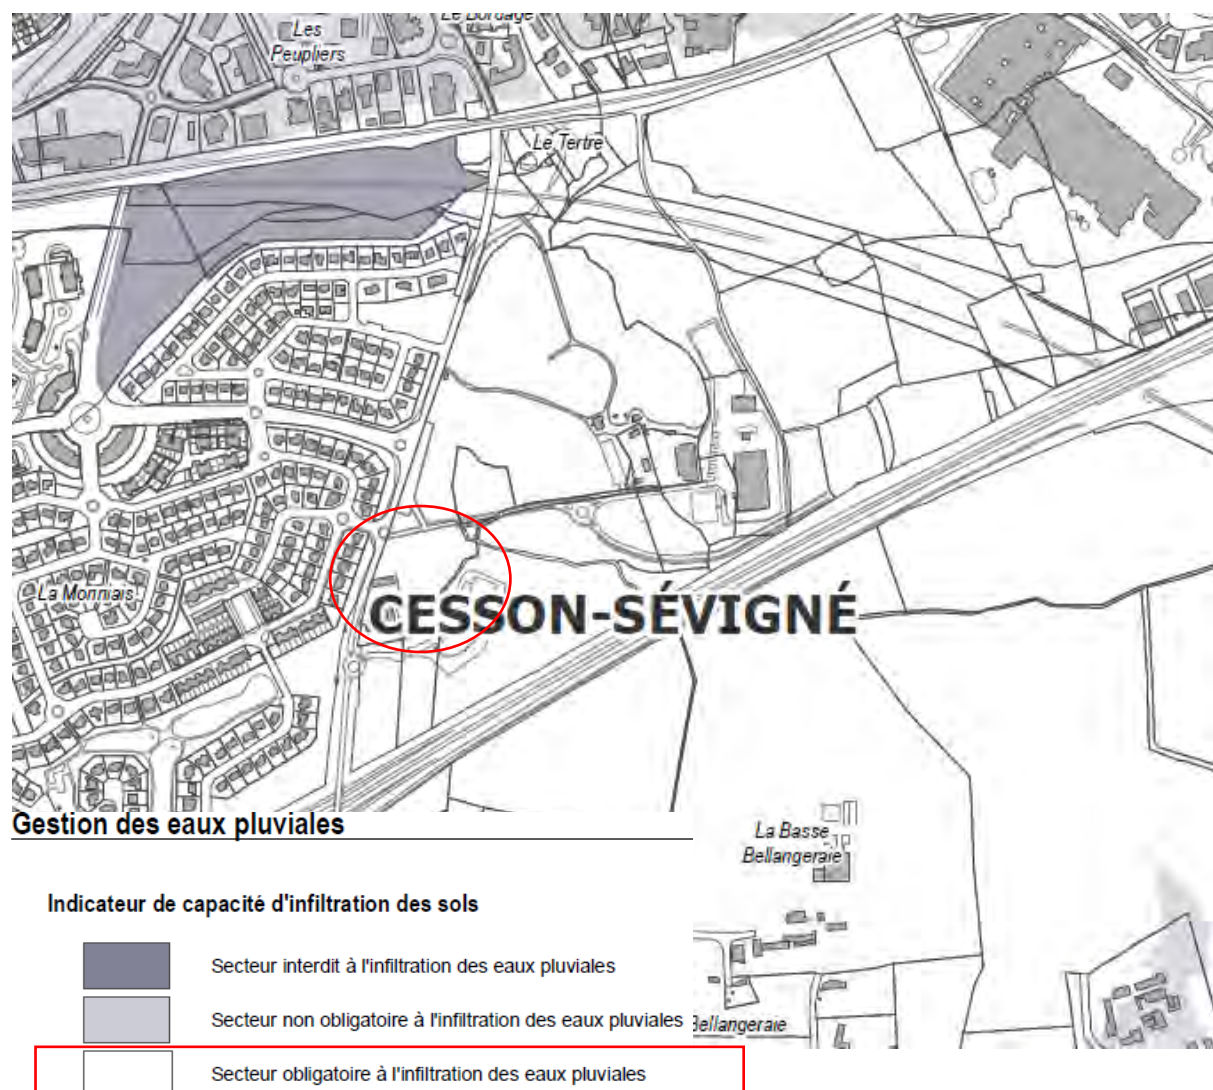 Le Bordage
Les
Peupliers
Le Tertre
La Monniais
CESSON-SÉVIGNÉ
La Basse
Bellangeraie
Bellangeraie
Gestion des eaux pluviales
Indicateur de capacité d'infiltration des sols
Secteur interdit à l'infiltration des eaux pluviales
Secteur non obligatoire à l'infiltration des eaux pluviales
Secteur obligatoire à l'infiltration des eaux pluviales